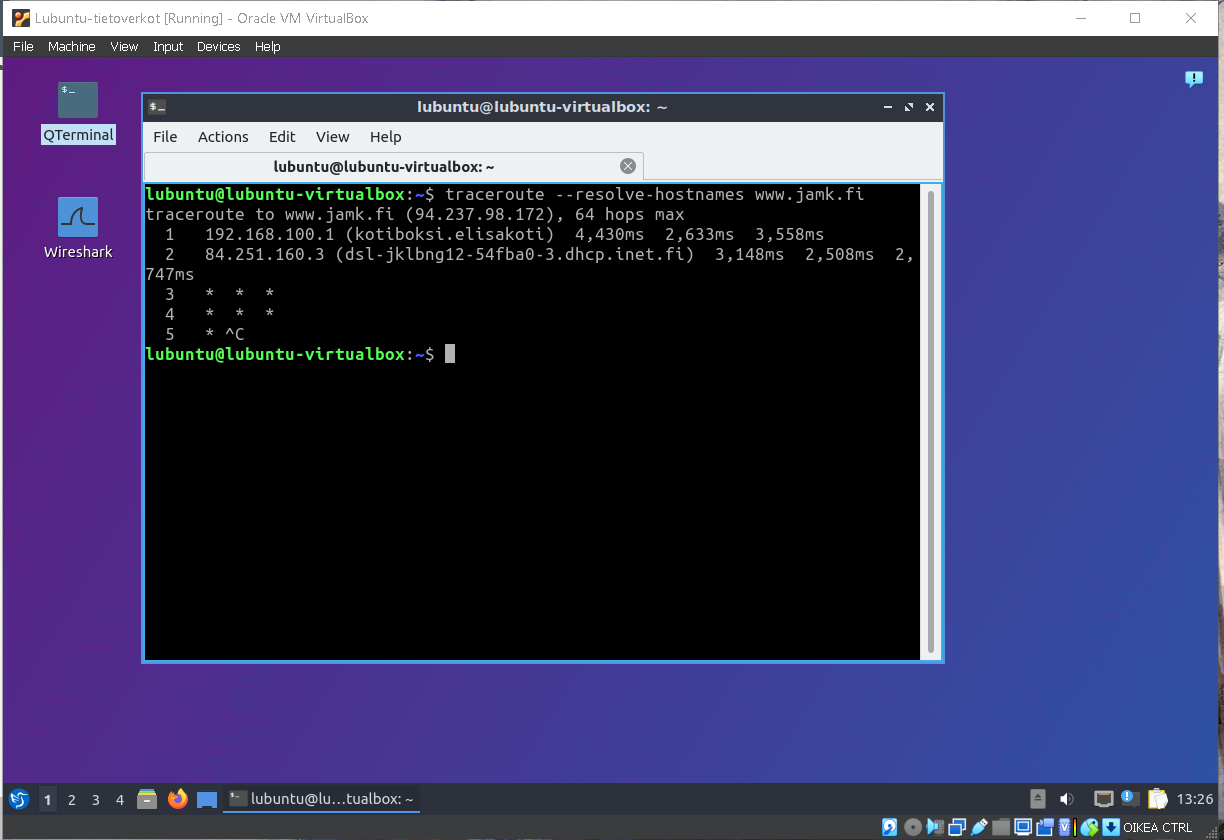 Lubuntu-tietoverkot [Running] - Oracle VM VirtualBox
File Machine View Input Devices Help
$_
QTerminal
Wireshark
lubuntu@lubuntu-virtualbox: ~
File Actions Edit View Help
lubuntu@lubuntu-virtualbox: ~
lubuntu@lubuntu-virtualbox:~$ traceroute --resolve-hostnames www.jamk.fi
traceroute to www.jamk.fi (94.237.98.172), 64 hops max
1 192.168.100.1 (kotiboksi.elisakoti) 4,430ms 2,633ms 3,558ms
2 84.251.160.3 (dsl-jklbng12-54fba0-3.dhcp.inet.fi) 3,148ms 2,508ms 2,
747ms
3 * * *
4 * * *
5 * ^C
lubuntu@lubuntu-virtualbox:~$
1 2 3 4 lubuntu@lu...tualbox: ~ 13:26
OIKEA CTRL